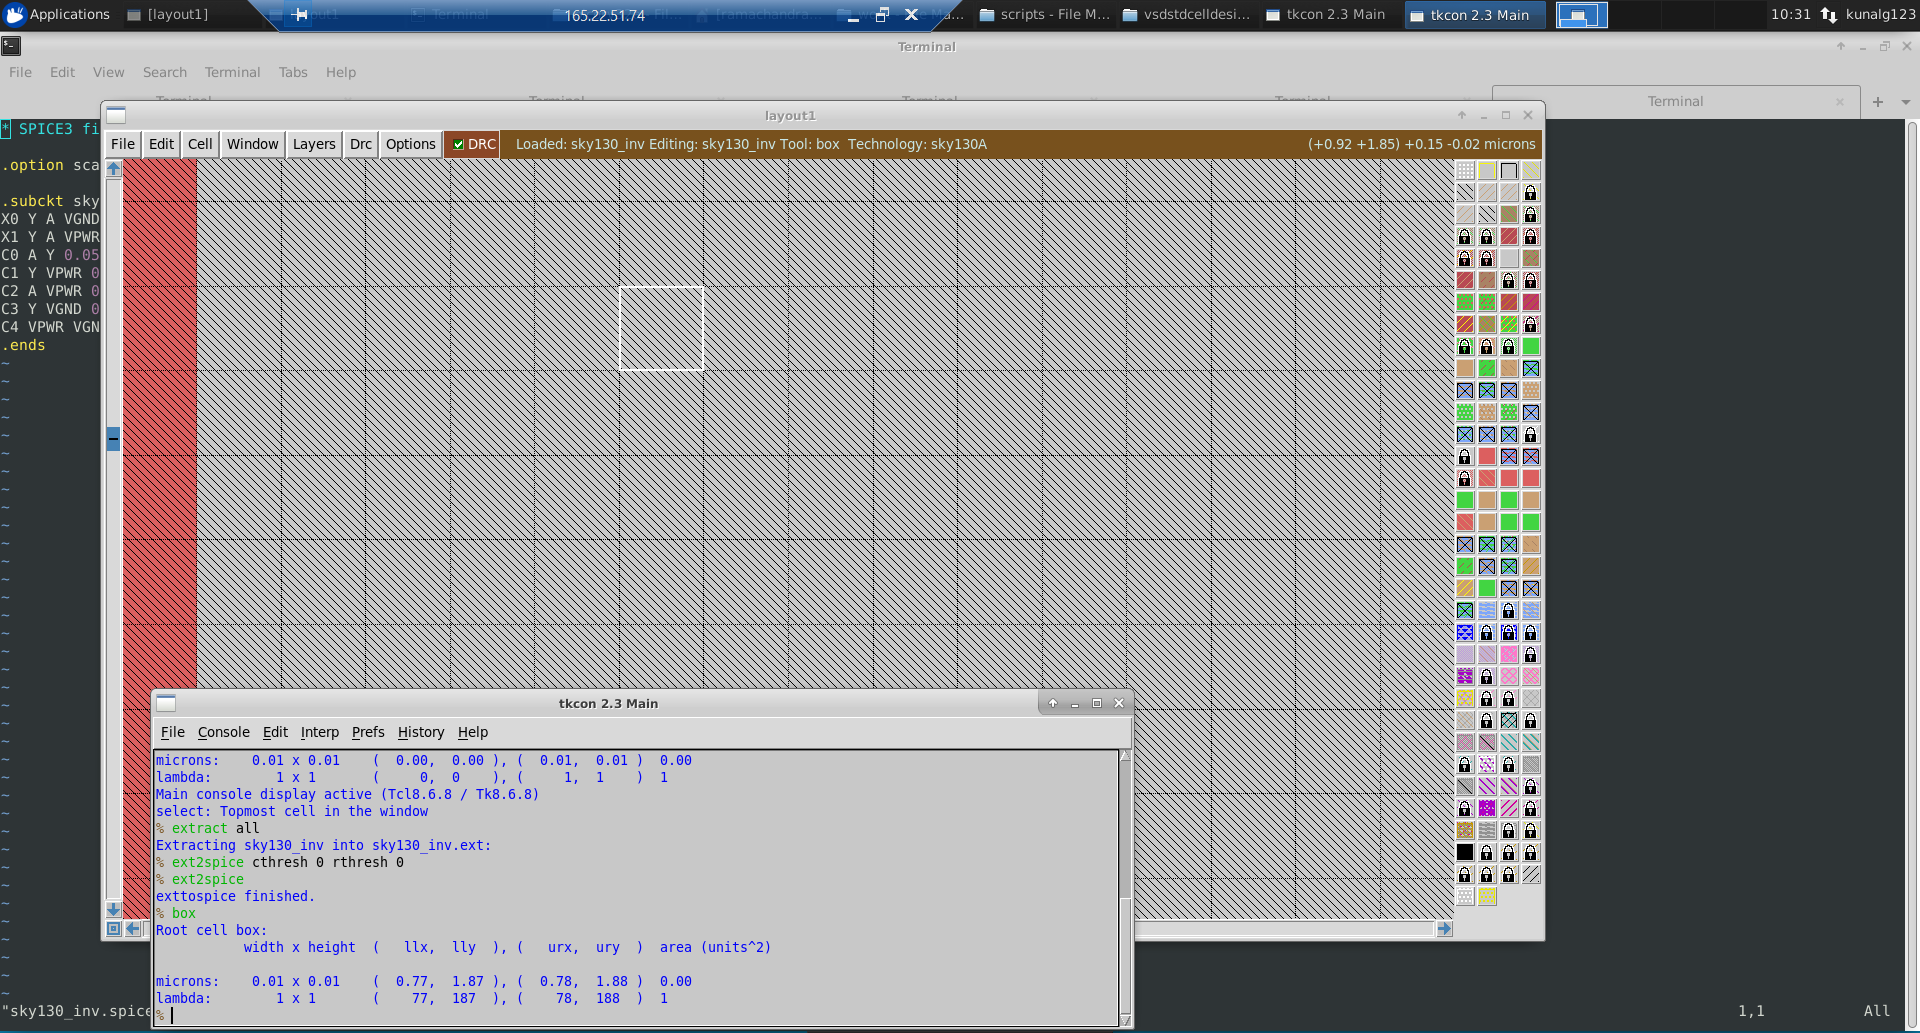 Applications
[layout1]
Terminal
165.22.51.74
scripts - File M...
vsdstdcelldesi...
tkcon 2.3 Main
tkcon 2.3 Main
10:31
kunalg123
Terminal
File Edit View Search Terminal Tabs Help
Terminal
* SPICE3 fi
.option sca
.subckt sky
X0 Y A VGND
X1 Y A VPWR
C0 A Y 0.05
C1 Y VPWR 0
C2 A VPWR 0
C3 Y VGND 0
C4 VPWR VGN
.ends
layout1
File Edit Cell Window Layers Drc Options DRC
Loaded: sky130_inv Editing: sky130_inv Tool: box Technology: sky130A
(+0.92 +1.85) +0.15 -0.02 microns
tkcon 2.3 Main
File Console Edit Interp Prefs History Help
microns: 0.01 x 0.01 ( 0.00, 0.00 ), ( 0.01, 0.01 ) 0.00
lambda: 1 x 1 ( 0, 0 ), ( 1, 1 ) 1
Main console display active (Tcl8.6.8 / Tk8.6.8)
select: Topmost cell in the window
% extract all
Extracting sky130_inv into sky130_inv.ext:
% ext2spice cthresh 0 rthresh 0
% ext2spice
exttospice finished.
% box
Root cell box:
width x height ( llx, lly ), ( urx, ury ) area (units^2)
microns: 0.01 x 0.01 ( 0.77, 1.87 ), ( 0.78, 1.88 ) 0.00
lambda: 1 x 1 ( 77, 187 ), ( 78, 188 ) 1
%
"sky130_inv.spice
1,1
All